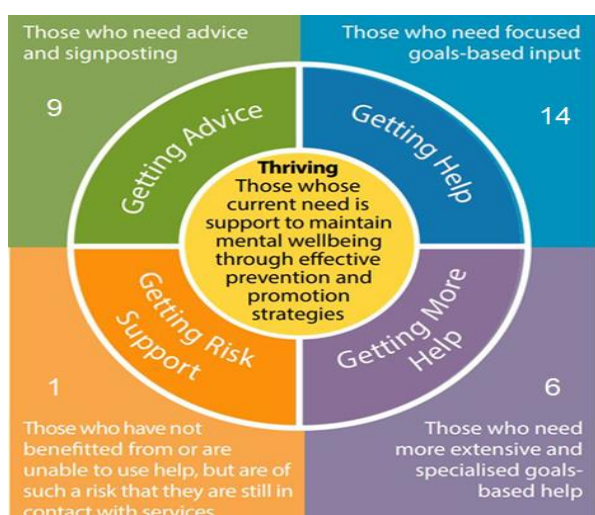 Those who need advice
and signposting
9
Getting Advice
Those who need focused
goals-based input
14
Getting Help
Thriving
Those whose
current need is
support to maintain
mental wellbeing
through effective
prevention and
promotion
strategies
Getting Risk
Support
1
Those who have not
benefitted from or are
unable to use help, but are of
such a risk that they are still in
contact with services
Getting More
Help
6
Those who need
more extensive and
specialised goals-
based help